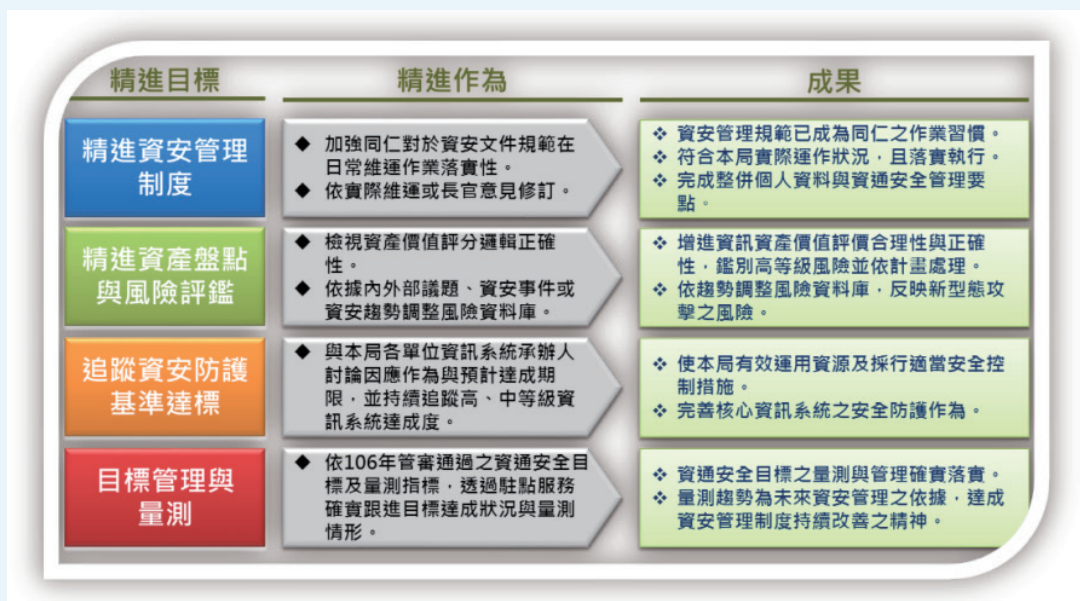 精進目標
精進作為
成果
精進資安管理
制度
◆ 加強同仁對於資安文件規範在
日常維運作業落實性。
◆ 依實際維運或長官意見修訂。
❖ 資安管理規範已成為同仁之作業習慣。
❖ 符合本局實際運作狀況，且落實執行。
❖ 完成整併個人資料與資通安全管理要
點。
精進資產盤點
與風險評鑑
◆ 檢視資產價值評分邏輯正確
性。
◆ 依據內外部議題、資安事件或
資安趨勢調整風險資料庫。
❖ 增進資訊資產價值評價合理性與正確
性，鑑別高等級風險並依計畫處理。
❖ 依趨勢調整風險資料庫，反映新型態攻
擊之風險。
追蹤資安防護
基準達標
◆ 與本局各單位資訊系統承辦人
討論因應作為與預計達成期
限，並持續追蹤高、中等級資
訊系統達成度。
❖ 使本局有效運用資源及採行適當安全控
制措施。
❖ 完善核心資訊系統之安全防護作為。
目標管理與
量測
◆ 依106年管審通過之資通安全目
標及量測指標，透過駐點服務
確實跟進目標達成狀況與量測
情形。
❖ 資通安全目標之量測與管理確實落實。
❖ 量測趨勢為未來資安管理之依據，達成
資安管理制度持續改善之精神。